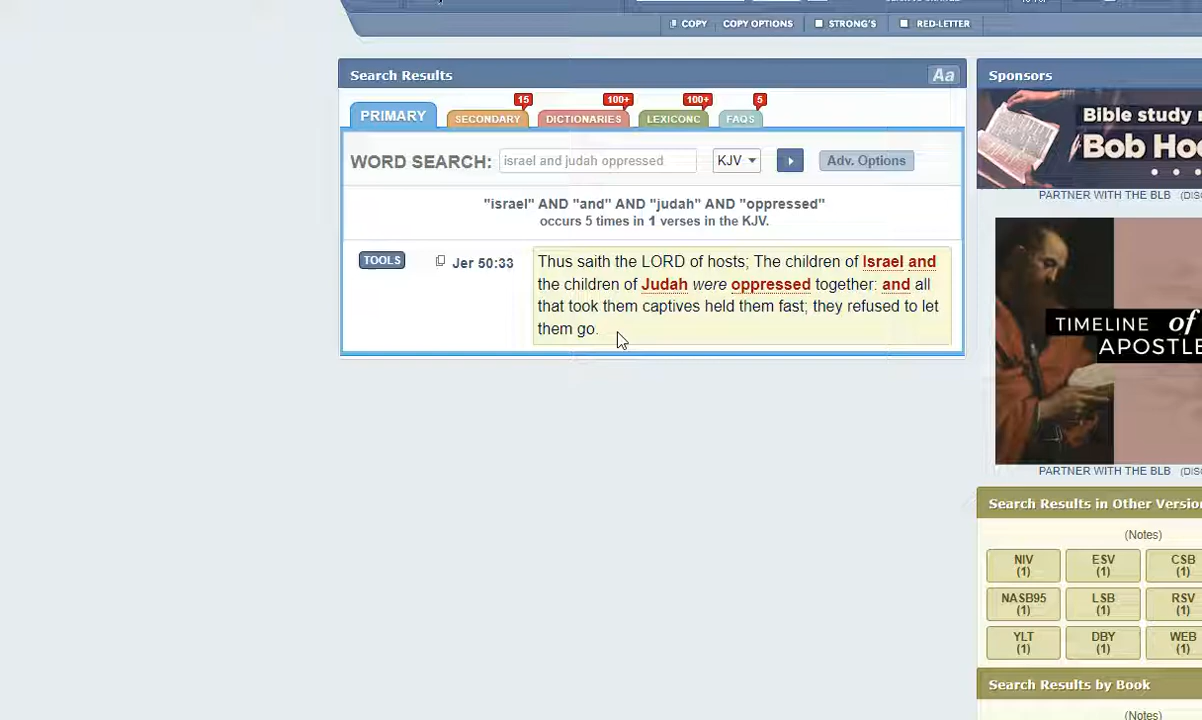 COPY COPY OPTIONS STRONG'S RED-LETTER
Search Results Aa
Sponsors
15 100+ 100+ 5
PRIMARY SECONDARY DICTIONARIES LEXICONC FAQS
WORD SEARCH: israel and judah oppressed KJV Adv. Options
"israel" AND "and" AND "judah" AND "oppressed"
occurs 5 times in 1 verses in the KJV.
TOOLS Jer 50:33 Thus saith the LORD of hosts; The children of Israel and
the children of Judah were oppressed together: and all
that took them captives held them fast; they refused to let
them go.
Bible study
Bob
PARTNER WITH THE BLB
TIMELINE of
PARTNER WITH THE BLB
Search Results in Other
(Notes)
NIV ESV CSB
(1) (1) (1)
NASB95 LSB RSV
(1) (1) (1)
YLT DBY WEB
(1) (1) (1)
Search Results by Book
(Notes)